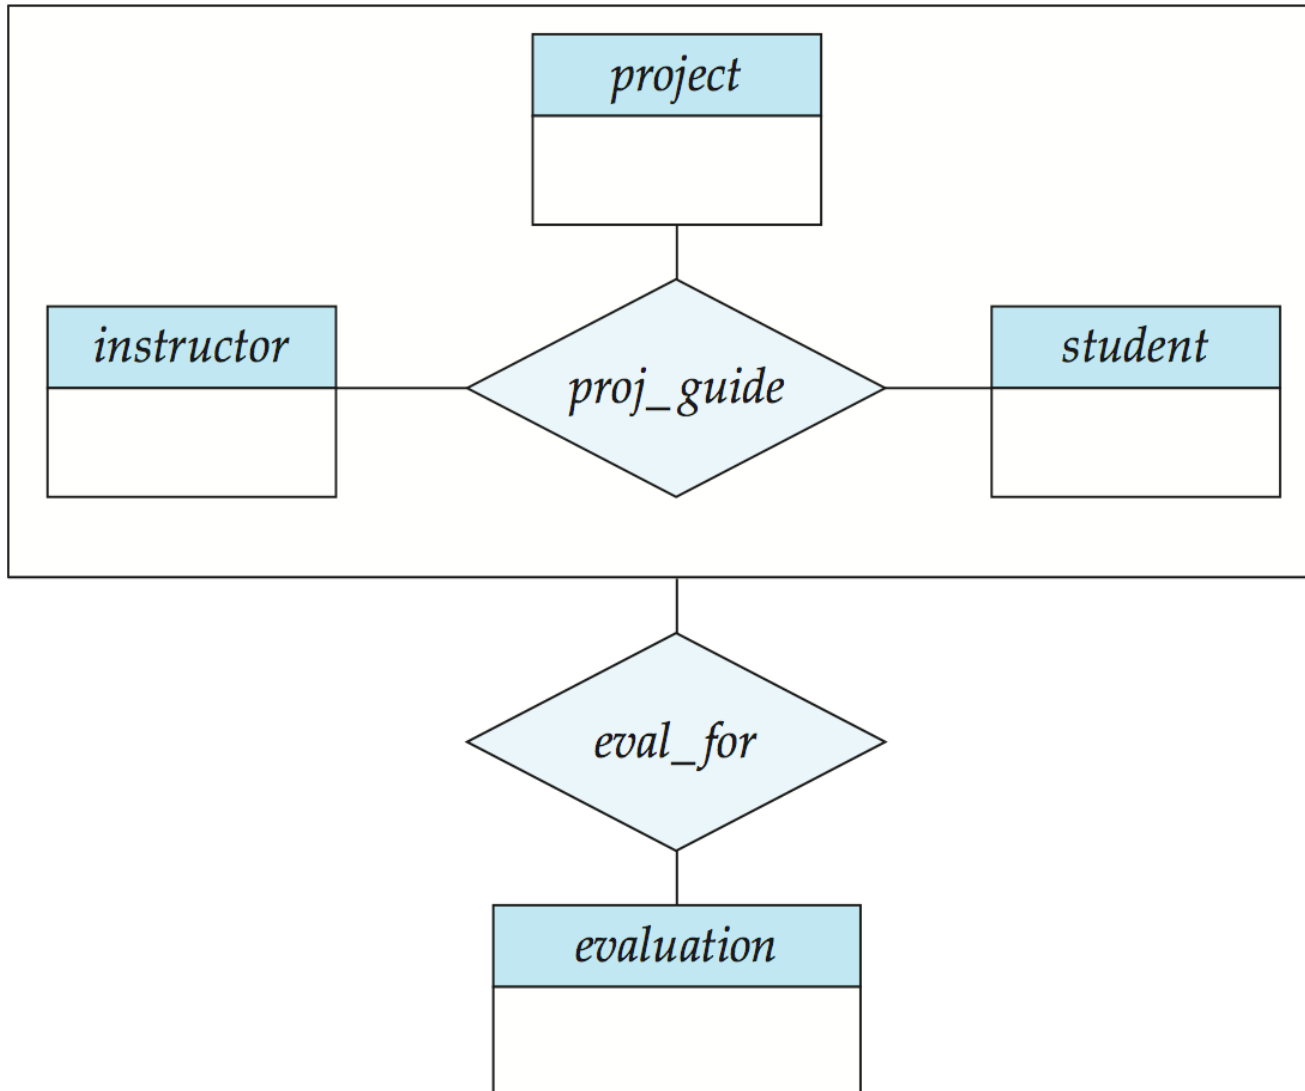 project
instructor
proj_guide
student
eval_for
evaluation